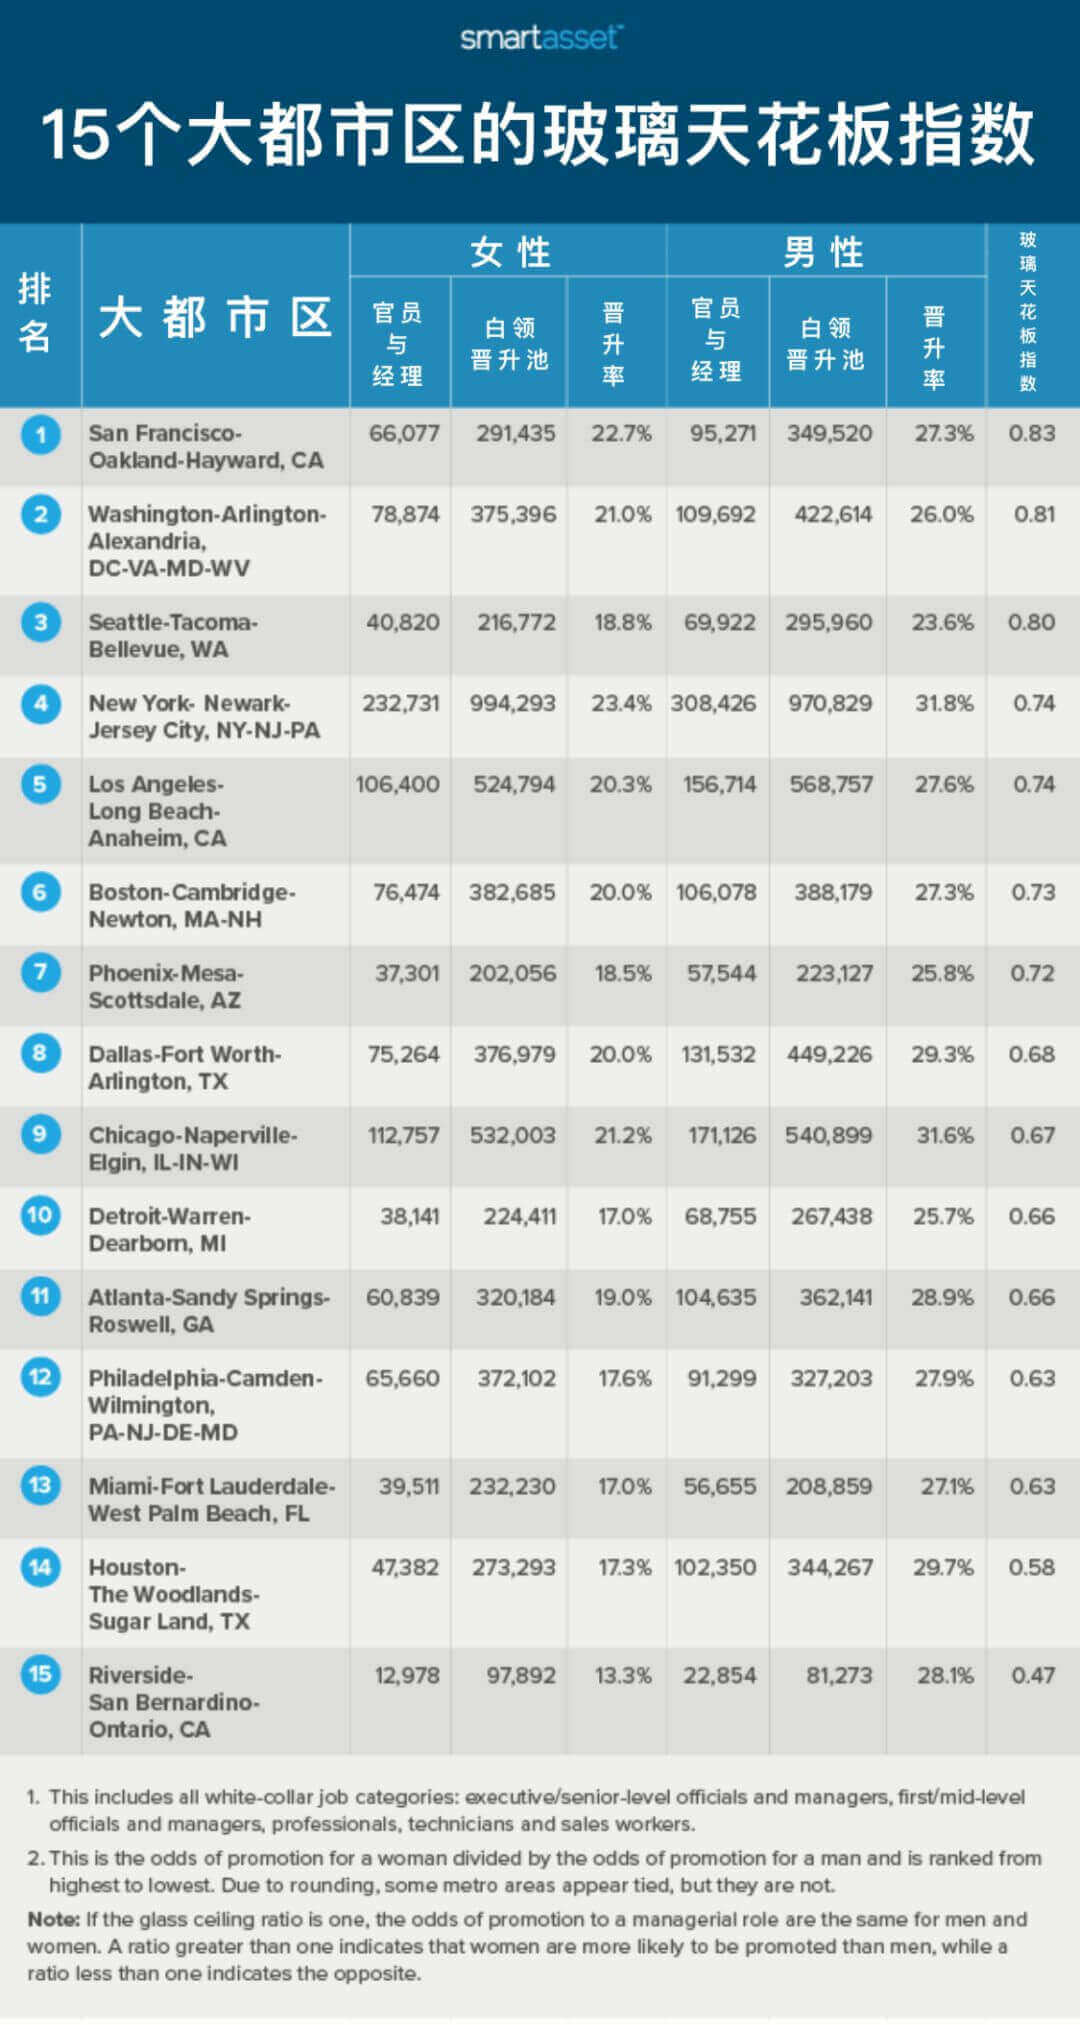 smartasset™
15个大都市区的玻璃天花板指数
排名 大都市区 女性 男性 玻璃天花板指数
官员与经理 白领晋升池 晋升率 官员与经理 白领晋升池 晋升率
1 San Francisco- 66,077 291,435 22.7% 95,271 349,520 27.3% 0.83
Oakland-Hayward, CA
2 Washington-Arlington- 78,874 375,396 21.0% 109,692 422,614 26.0% 0.81
Alexandria,
DC-VA-MD-WV
3 Seattle-Tacoma- 40,820 216,772 18.8% 69,922 295,960 23.6% 0.80
Bellevue, WA
4 New York- Newark- 232,731 994,293 23.4% 308,426 970,829 31.8% 0.74
Jersey City, NY-NJ-PA
5 Los Angeles- 106,400 524,794 20.3% 156,714 568,757 27.6% 0.74
Long Beach-
Anaheim, CA
6 Boston-Cambridge- 76,474 382,685 20.0% 106,078 388,179 27.3% 0.73
Newton, MA-NH
7 Phoenix-Mesa- 37,301 202,056 18.5% 57,544 223,127 25.8% 0.72
Scottsdale, AZ
8 Dallas-Fort Worth- 75,264 376,979 20.0% 131,532 449,226 29.3% 0.68
Arlington, TX
9 Chicago-Naperville- 112,757 532,003 21.2% 171,126 540,899 31.6% 0.67
Elgin, IL-IN-WI
10 Detroit-Warren- 38,141 224,411 17.0% 68,755 267,438 25.7% 0.66
Dearborn, MI
11 Atlanta-Sandy Springs- 60,839 320,184 19.0% 104,635 362,141 28.9% 0.66
Roswell, GA
12 Philadelphia-Camden- 65,660 372,102 17.6% 91,299 327,203 27.9% 0.63
Wilmington,
PA-NJ-DE-MD
13 Miami-Fort Lauderdale- 39,511 232,230 17.0% 56,655 208,859 27.1% 0.63
West Palm Beach, FL
14 Houston- 47,382 273,293 17.3% 102,350 344,267 29.7% 0.58
The Woodlands-
Sugar Land, TX
15 Riverside- 12,978 97,892 13.3% 22,854 81,273 28.1% 0.47
San Bernardino-
Ontario, CA
1. This includes all white-collar job categories: executive/senior-level officials and managers, first/mid-level
officials and managers, professionals, technicians and sales workers.
2. This is the odds of promotion for a woman divided by the odds of promotion for a man and is ranked from
highest to lowest. Due to rounding, some metro areas appear tied, but they are not.
Note: If the glass ceiling ratio is one, the odds of promotion to a managerial role are the same for men and
women. A ratio greater than one indicates that women are more likely to be promoted than men, while a
ratio less than one indicates the opposite.